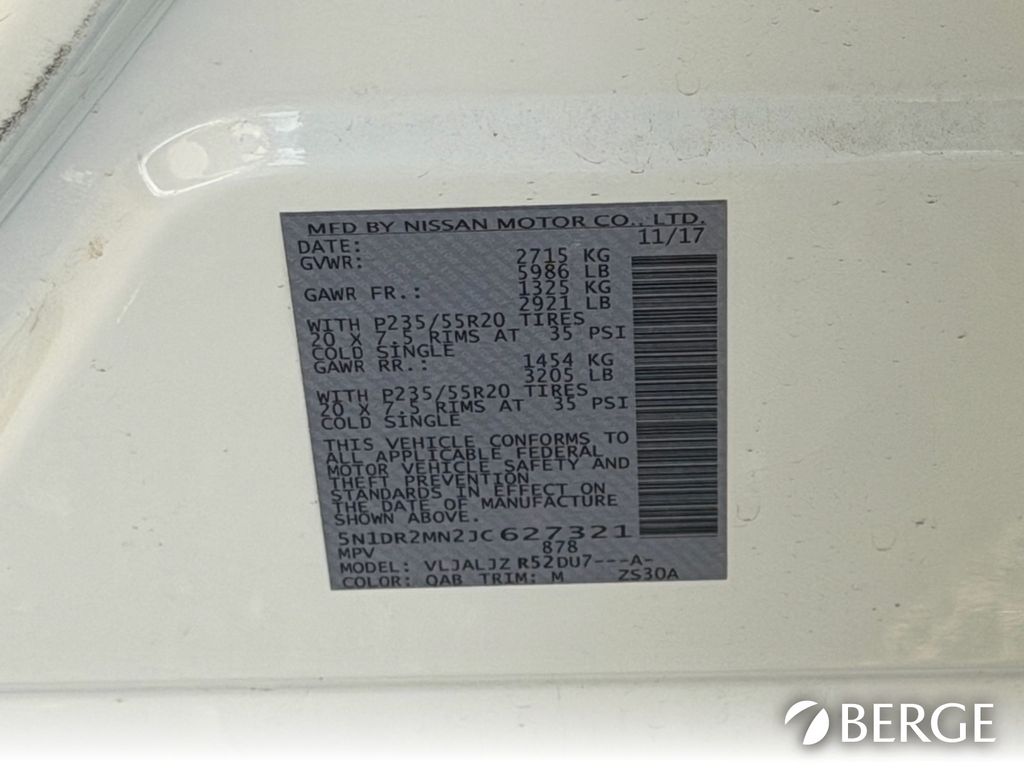 MFD BY NISSAN MOTOR CO., LTD.
DATE: 11/17
GVWR: 2715 KG
5986 LB
GAWR FR.: 1325 KG
2921 LB
WITH P235/55R20 TIRES
20 X 7.5 RIMS AT 35 PSI
COLD SINGLE
GAWR RR.: 1454 KG
3205 LB
WITH P235/55R20 TIRES
20 X 7.5 RIMS AT 35 PSI
COLD SINGLE
THIS VEHICLE CONFORMS TO
ALL APPLICABLE FEDERAL
MOTOR VEHICLE SAFETY AND
THEFT PREVENTION
STANDARDS IN EFFECT ON
THE DATE OF MANUFACTURE
SHOWN ABOVE.
5N1DR2MN2JC627321
MPV 878
MODEL: VLJALJZ R52DU7---A-
COLOR: QAB TRIM: M ZS30A
BERGE